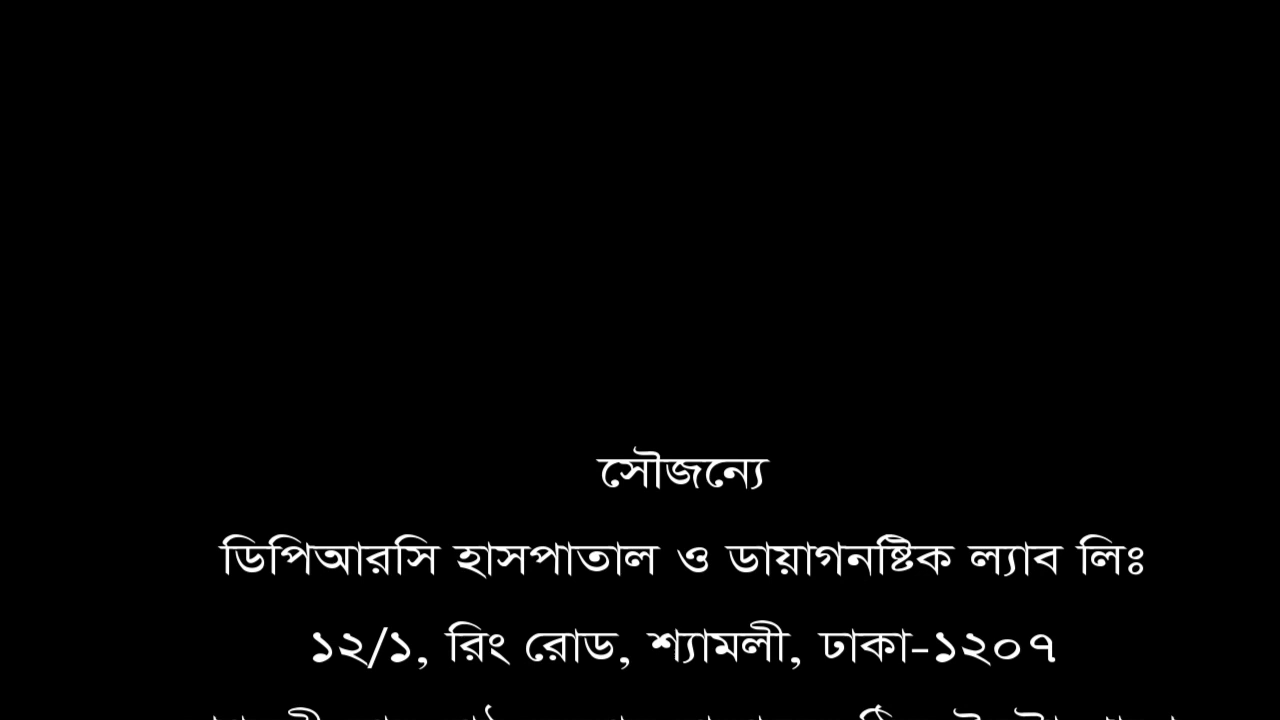 সৌজন্যে
ডিপিআরসি হাসপাতাল ও ডায়াগনষ্টিক ল্যাব লিঃ
১২/১, রিং রোড, শ্যামলী, ঢাকা-১২০৭